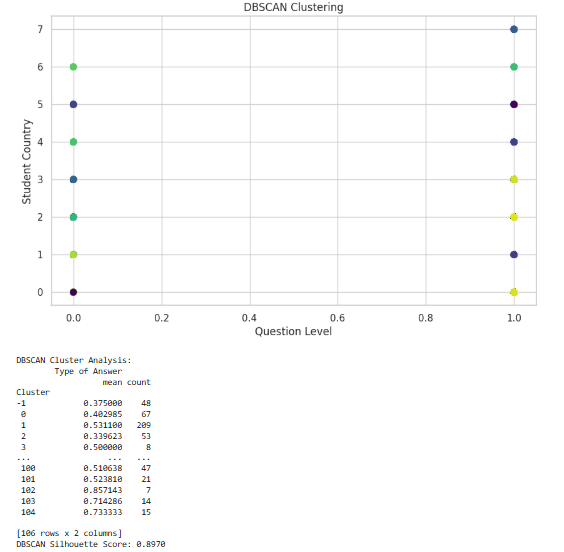 DBSCAN Clustering
7
6
5
4
3
2
1
0
Student Country
0.0 0.2 0.4 0.6 0.8 1.0
Question Level
DBSCAN Cluster Analysis:
Type of Answer
mean count
Cluster
-1 0.375000 48
0 0.402985 67
1 0.531100 209
2 0.339623 53
3 0.500000 8
... ... ...
100 0.510638 47
101 0.523810 21
102 0.857143 7
103 0.714286 14
104 0.733333 15
[106 rows x 2 columns]
DBSCAN Silhouette Score: 0.8970